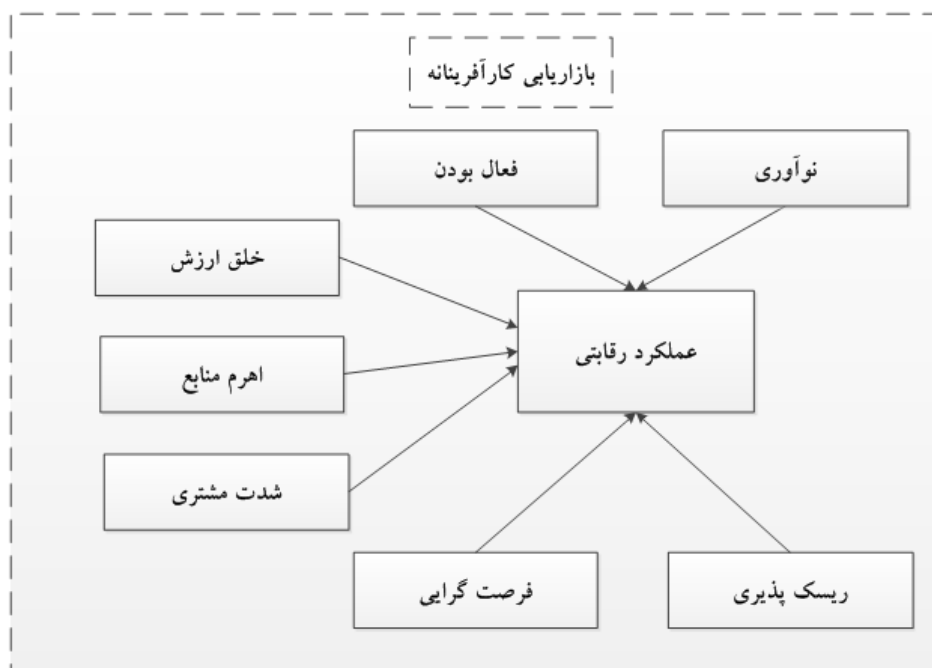 بازاریابی کارآفرینانه
نوآوری
فعال بودن
خلق ارزش
عملکرد رقابتی
اهرم منابع
شدت مشتری
ریسک پذیری
فرصت گرایی